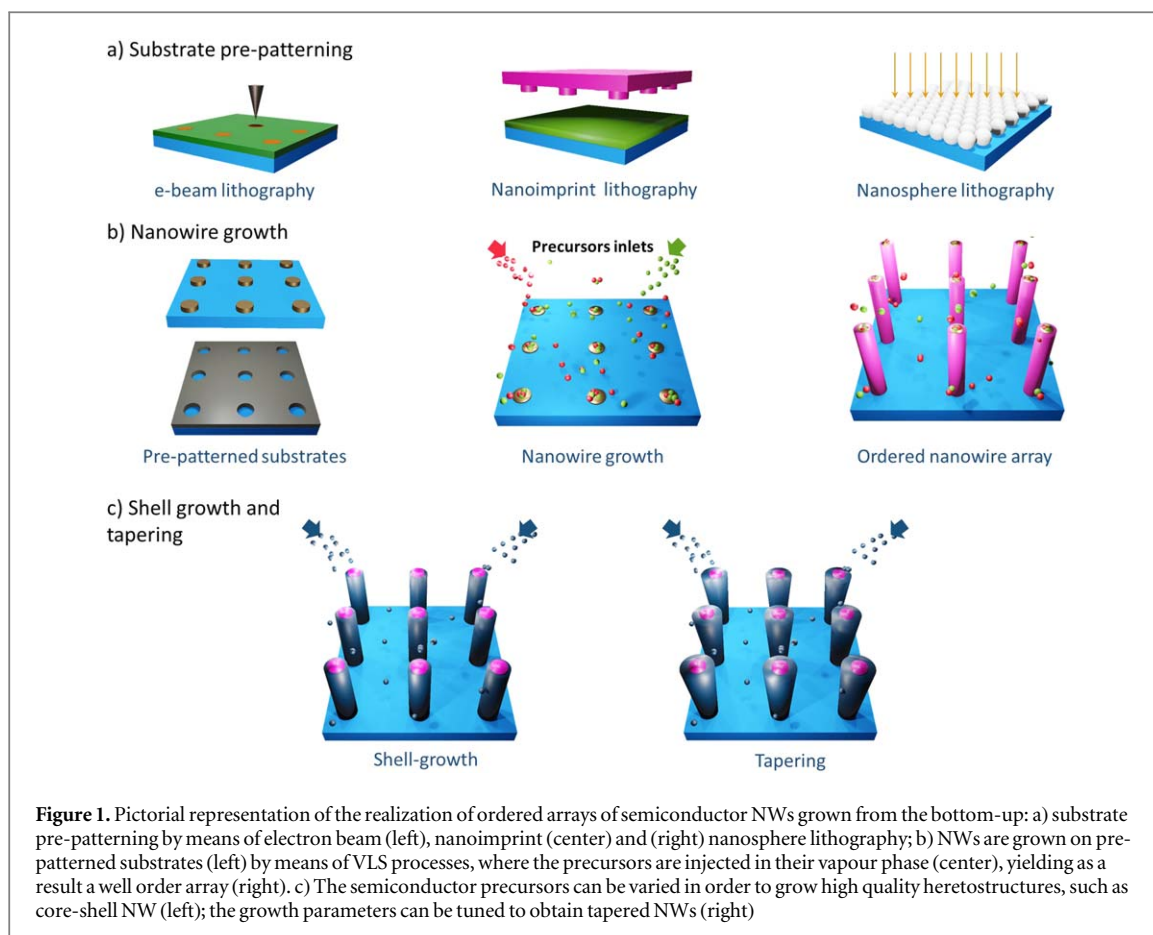 a) Substrate pre-patterning
e-beam lithography
Nanoimprint lithography
Nanosphere lithography
b) Nanowire growth
Precursors inlets
Pre-patterned substrates
Nanowire growth
Ordered nanowire array
c) Shell growth and
tapering
Shell-growth
Tapering
Figure 1. Pictorial representation of the realization of ordered arrays of semiconductor NWs grown from the bottom-up: a) substrate
pre-patterning by means of electron beam (left), nanoimprint (center) and (right) nanosphere lithography; b) NWs are grown on pre-
patterned substrates (left) by means of VLS processes, where the precursors are injected in their vapour phase (center), yielding as a
result a well order array (right). c) The semiconductor precursors can be varied in order to grow high quality heretostructures, such as
core-shell NW (left); the growth parameters can be tuned to obtain tapered NWs (right)